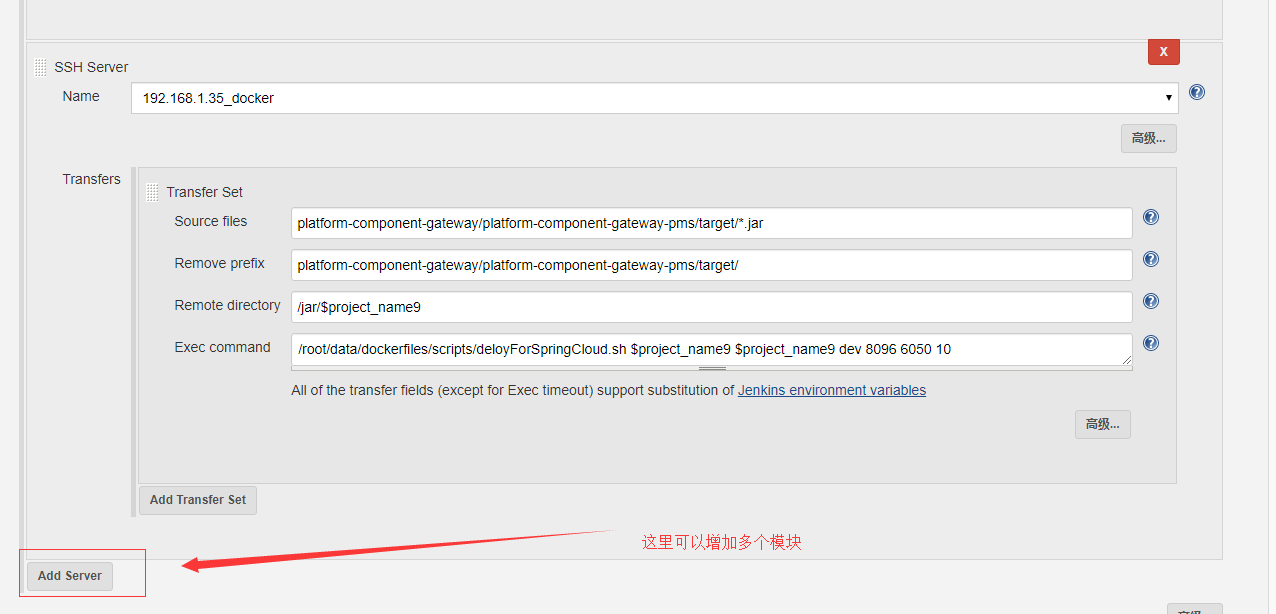 X
SSH Server
Name
192.168.1.35_docker
高级...
Transfers
Transfer Set
Source files
platform-component-gateway/platform-component-gateway-pms/target/*.jar
Remove prefix
platform-component-gateway/platform-component-gateway-pms/target/
Remote directory
/jar/$project_name9
Exec command
/root/data/dockerfiles/scripts/deloyForSpringCloud.sh $project_name9 $project_name9 dev 8096 6050 10
All of the transfer fields (except for Exec timeout) support substitution of Jenkins environment variables
高级...
Add Transfer Set
这里可以增加多个模块
Add Server
高级...